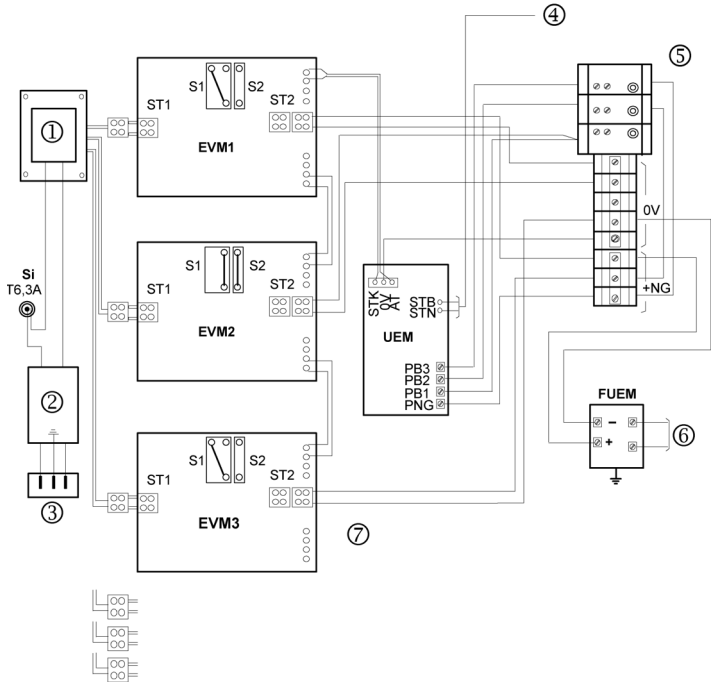 ④
⑤
S1 S2
ST1 ST2
EVM1
①
0V
Si
T6,3A
S1 S2
ST1 ST2
EVM2
STK
0V
AT
STB
STN
UEM
+NG
PB3
PB2
PB1
PNG
FUEM
②
−
+
⑥
③
S1 S2
ST1 ST2
EVM3
⑦